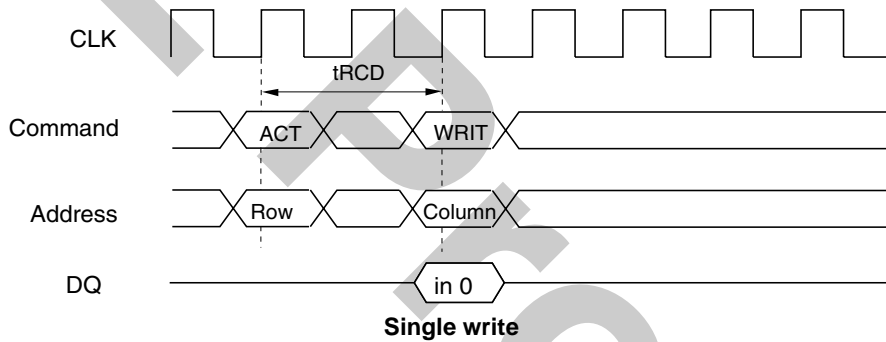 CLK
tRCD
Command ACT WRIT
Address Row Column
DQ in 0
Single write